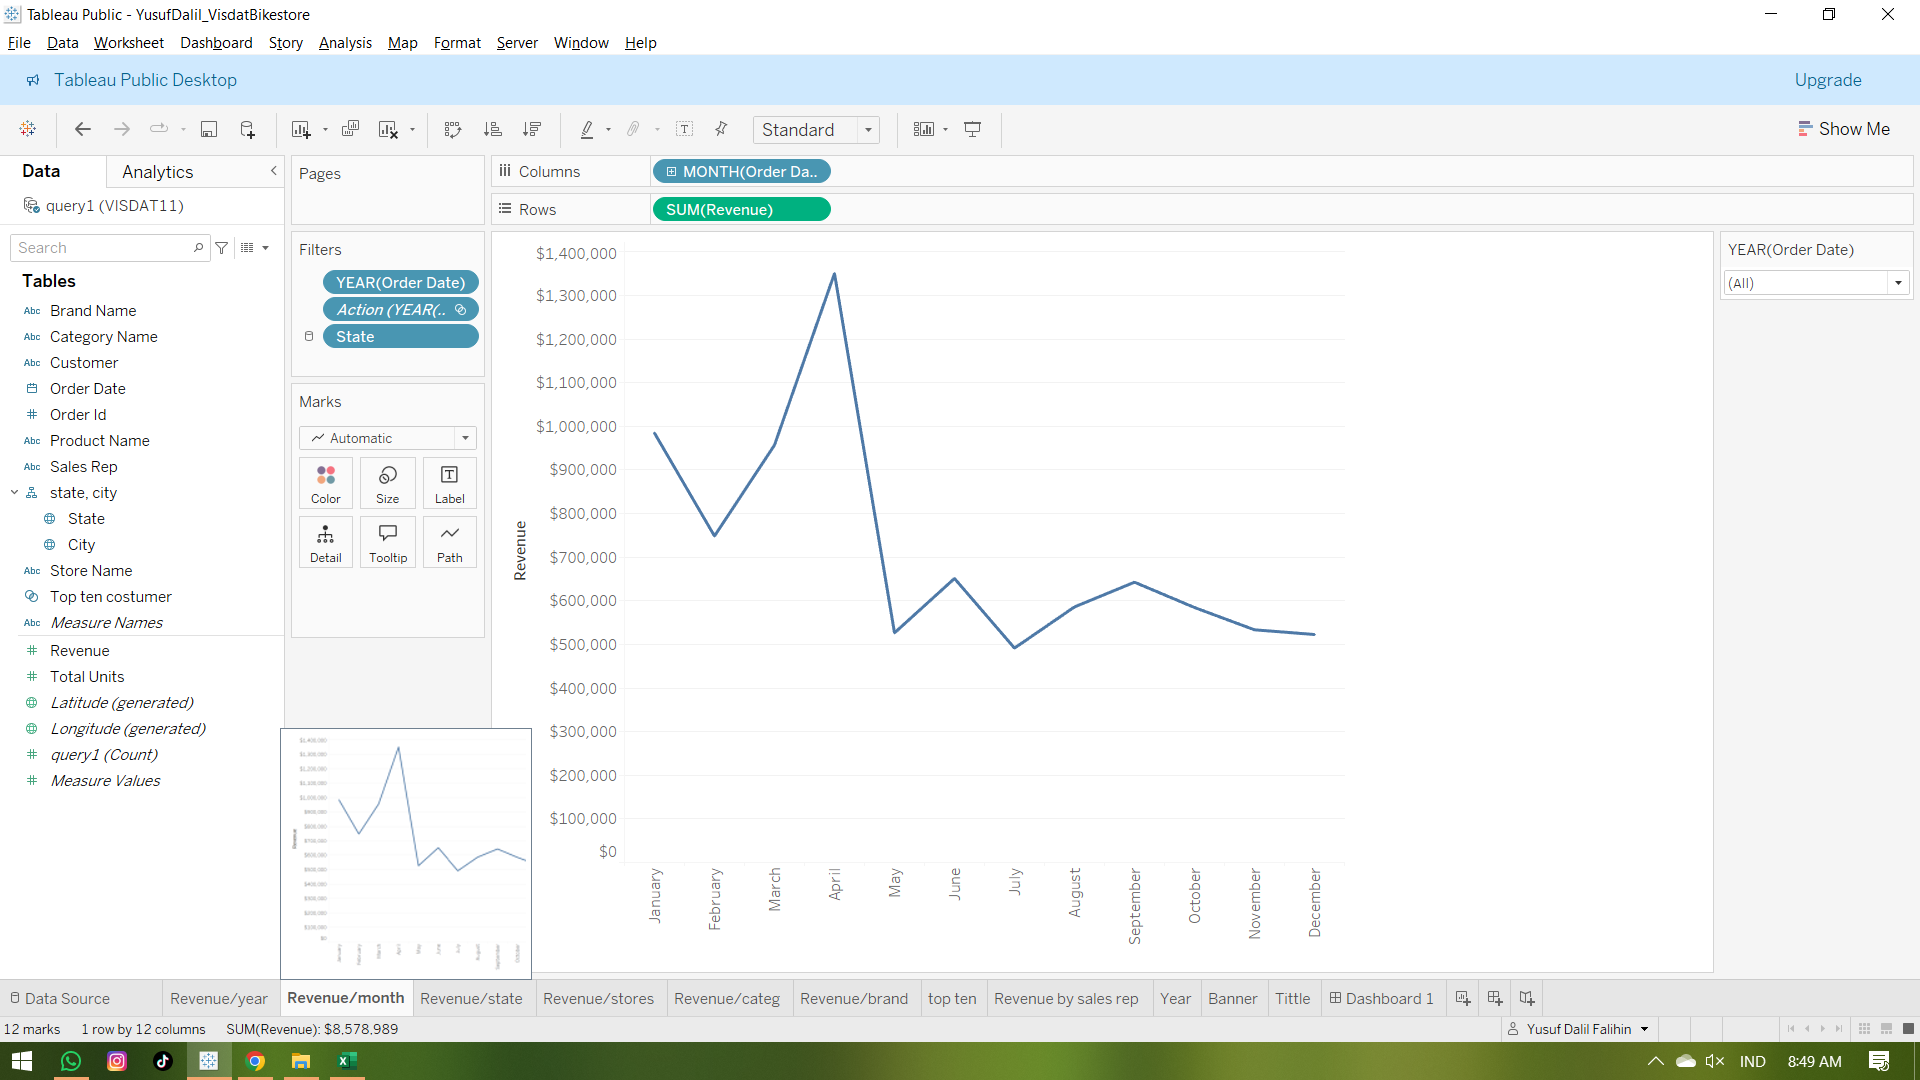 Tableau Public - YusufDalil_VisdatBikestore
File Data Worksheet Dashboard Story Analysis Map Format Server Window Help
Tableau Public Desktop
Upgrade
Standard
Show Me
Data
Analytics
query1 (VISDAT11)
Search
Tables
Abc Brand Name
Abc Category Name
Abc Customer
Order Date
# Order Id
Abc Product Name
Abc Sales Rep
state, city
State
City
Abc Store Name
Top ten costumer
Abc Measure Names
# Revenue
# Total Units
Latitude (generated)
Longitude (generated)
# query1 (Count)
# Measure Values
Pages
Filters
YEAR(Order Date)
Action (YEAR(..
State
Marks
Automatic
Color
Size
Label
Detail
Tooltip
Path
Columns
MONTH(Order Da..
Rows
SUM(Revenue)
Revenue
$1,400,000
$1,300,000
$1,200,000
$1,100,000
$1,000,000
$900,000
$800,000
$700,000
$600,000
$500,000
$400,000
$300,000
$200,000
$100,000
$0
January
February
March
April
May
June
July
August
September
October
November
December
YEAR(Order Date)
(All)
Data Source
Revenue/year
Revenue/month
Revenue/state
Revenue/stores
Revenue/categ
Revenue/brand
top ten
Revenue by sales rep
Year
Banner
Tittle
Dashboard 1
12 marks
1 row by 12 columns
SUM(Revenue): $8,578,989
Yusuf Dalil Falihin
IND
8:49 AM